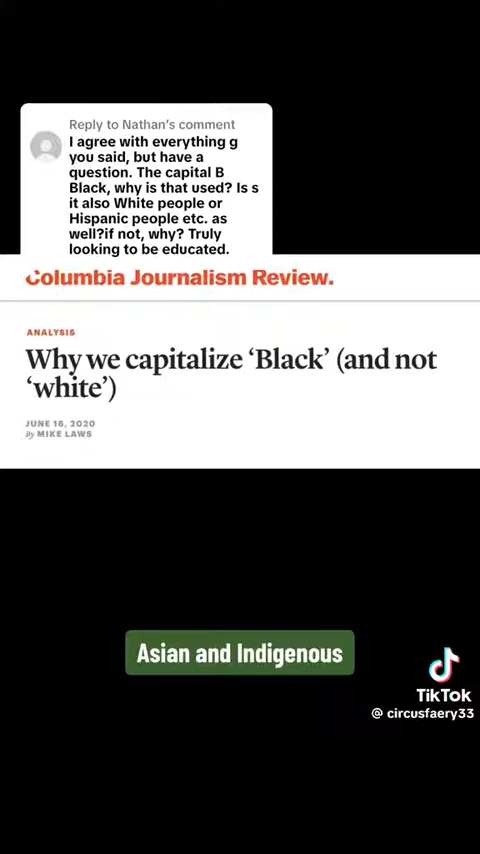 Reply to Nathan's comment
I agree with everything g
you said, but have a
question. The capital B
Black, why is that used? Is s
it also White people or
Hispanic people etc. as
well?if not, why? Truly
looking to be educated.
Columbia Journalism Review.
ANALYSIS
Why we capitalize ‘Black’ (and not
‘white’)
JUNE 16, 2020
By MIKE LAWS
Asian and Indigenous
TikTok
@ circusfaery33